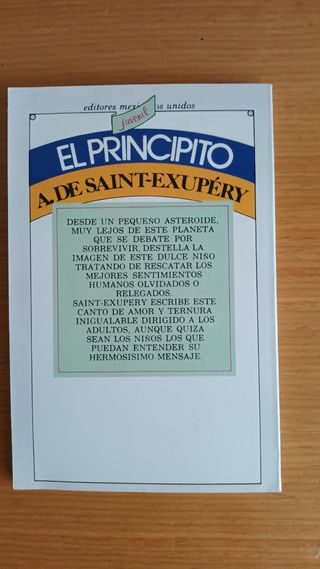 editores mexicanos unidos
juvenil
EL PRINCIPITO
A. DE SAINT-EXUPÉRY
DESDE UN PEQUEÑO ASTEROIDE,
MUY LEJOS DE ESTE PLANETA
QUE SE DEBATE POR
SOBREVIVIR, DESTELLA LA
IMAGEN DE ESTE DULCE NIÑO
TRATANDO DE RESCATAR LOS
MEJORES SENTIMIENTOS
HUMANOS OLVIDADOS O
RELEGADOS.
SAINT-EXUPERY ESCRIBE ESTE
CANTO DE AMOR Y TERNURA
INIGUALABLE DIRIGIDO A LOS
ADULTOS, AUNQUE QUIZA
SEAN LOS NIÑOS LOS QUE
PUEDAN ENTENDER SU
HERMOSISIMO MENSAJE.